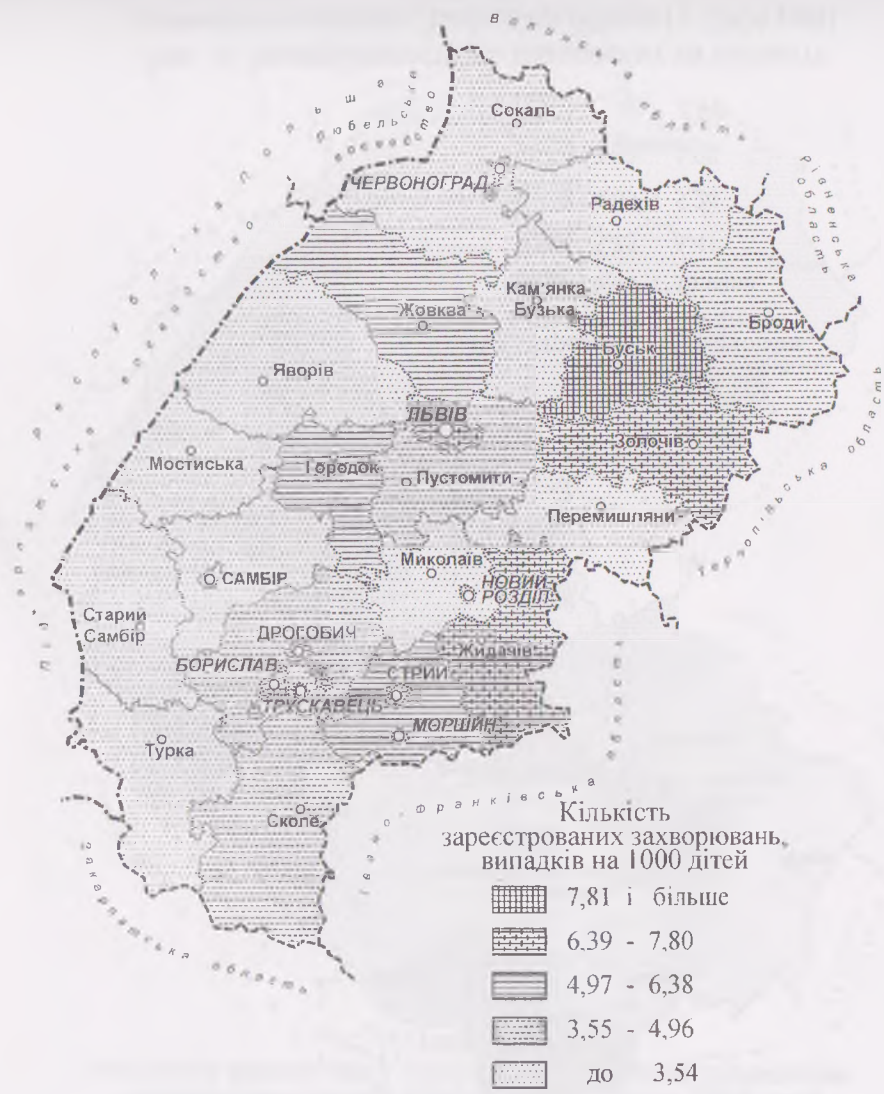 Волинська область
Республіка Польща
Люблінське
воєводство
Рівненська
область
Сокаль
ЧЕРВОНОГРАД
Радехів
Кам'янка
Бузька
Жовква
Броди
Буськ
Яворів
ЛЬВІВ
Золочів
Мостиська
Городок
Пустомити
Перемишляни
Тернопільська область
Миколаїв
НОВИЙ
РОЗДІЛ
САМБІР
Старий
Самбір
ДРОГОБИЧ
Жидачів
БОРИСЛАВ
СТРИЙ
ТРУСКАВЕЦЬ
МОРШИН
Турка
Сколе
Івано-Франківська область
Закарпатська область
Кількість
зареєстрованих захворювань,
випадків на 1000 дітей
7,81 і більше
6,39 - 7,80
4,97 - 6,38
3,55 - 4,96
до 3,54